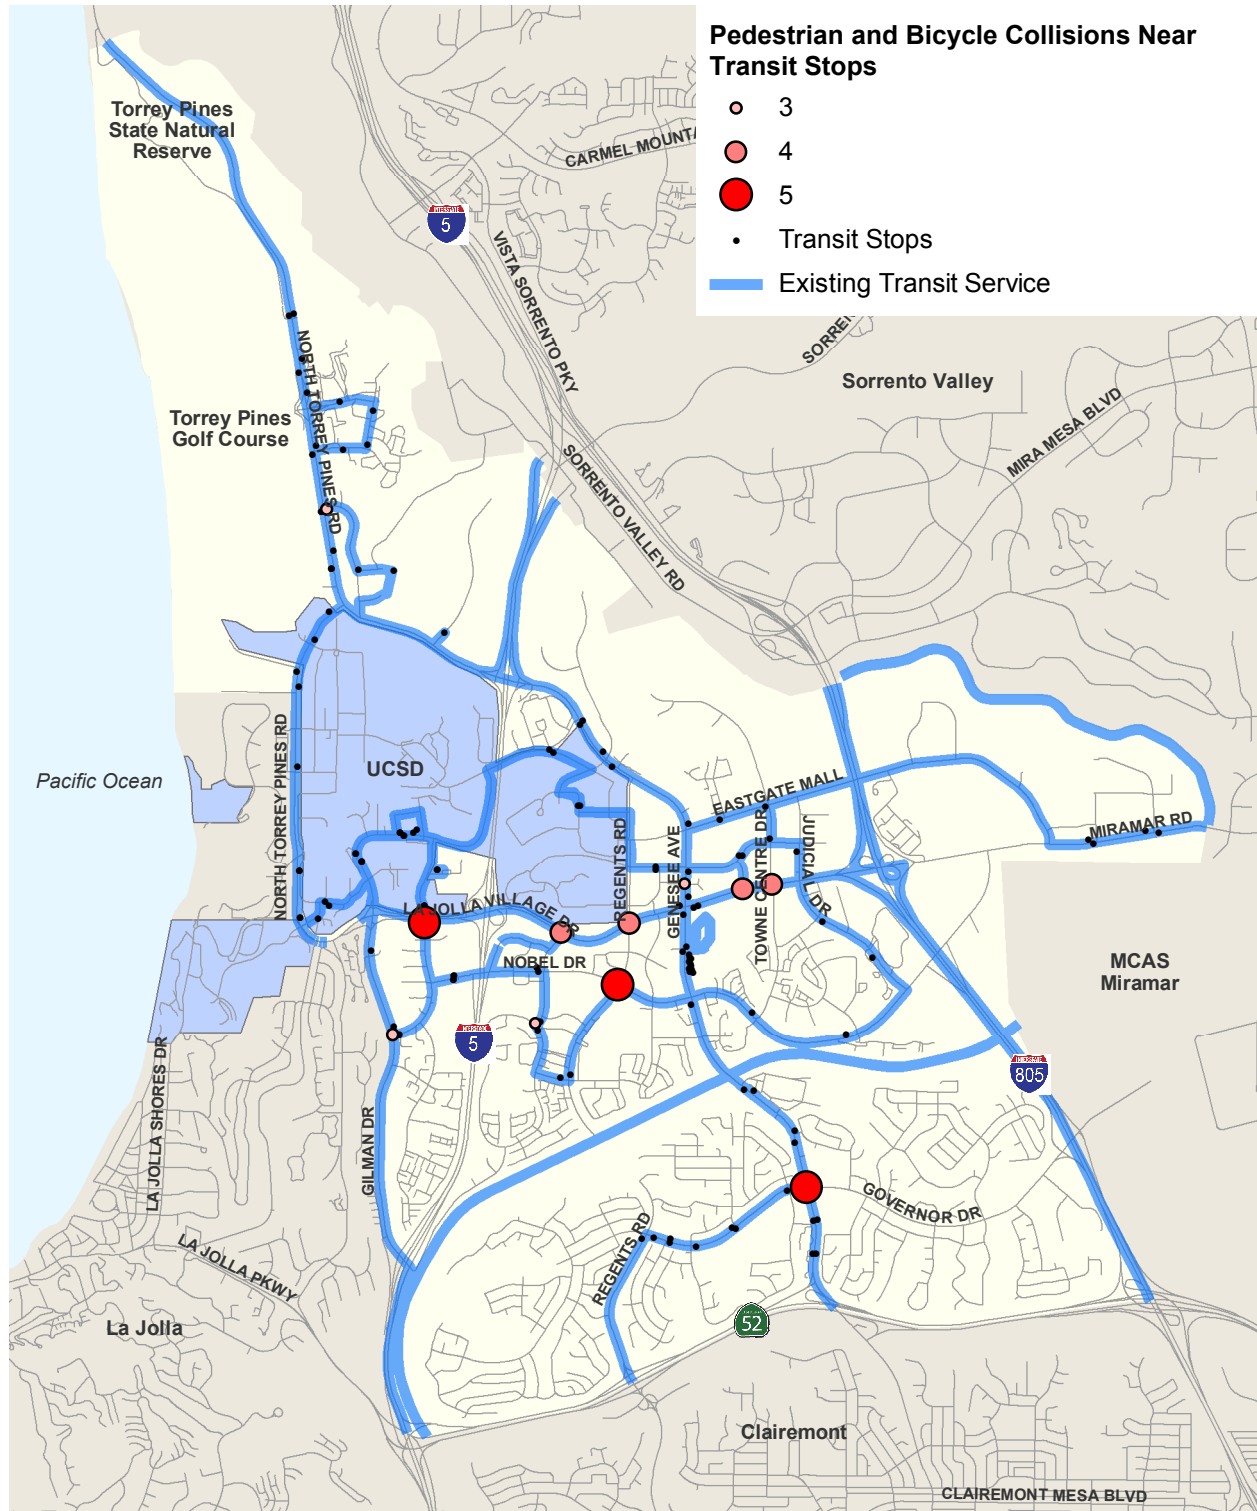 Pedestrian and Bicycle Collisions Near
Transit Stops
3
4
5
Transit Stops
Existing Transit Service
Torrey Pines
State Natural
Reserve
CARMEL MOUNTA
5
VISTA SORRENTO PKY
SORREN
Sorrento Valley
MIRA MESA BLVD
NORTH TORREY PINES RD
Torrey Pines
Golf Course
SORRENTO VALLEY RD
NORTH TORREY PINES RD
UCSD
Pacific Ocean
EASTGATE MALL
MIRAMAR RD
REGENTS RD
GENESEE AVE
TOWNE CENTRE DR
JUDICIAL DR
LA JOLLA VILLAGE DR
NOBEL DR
MCAS
Miramar
5
805
LA JOLLA SHORES DR
GILMAN DR
GOVERNOR DR
REGENTS RD
LA JOLLA PKWY
La Jolla
52
Clairemont
CLAIREMONT MESA BLVD